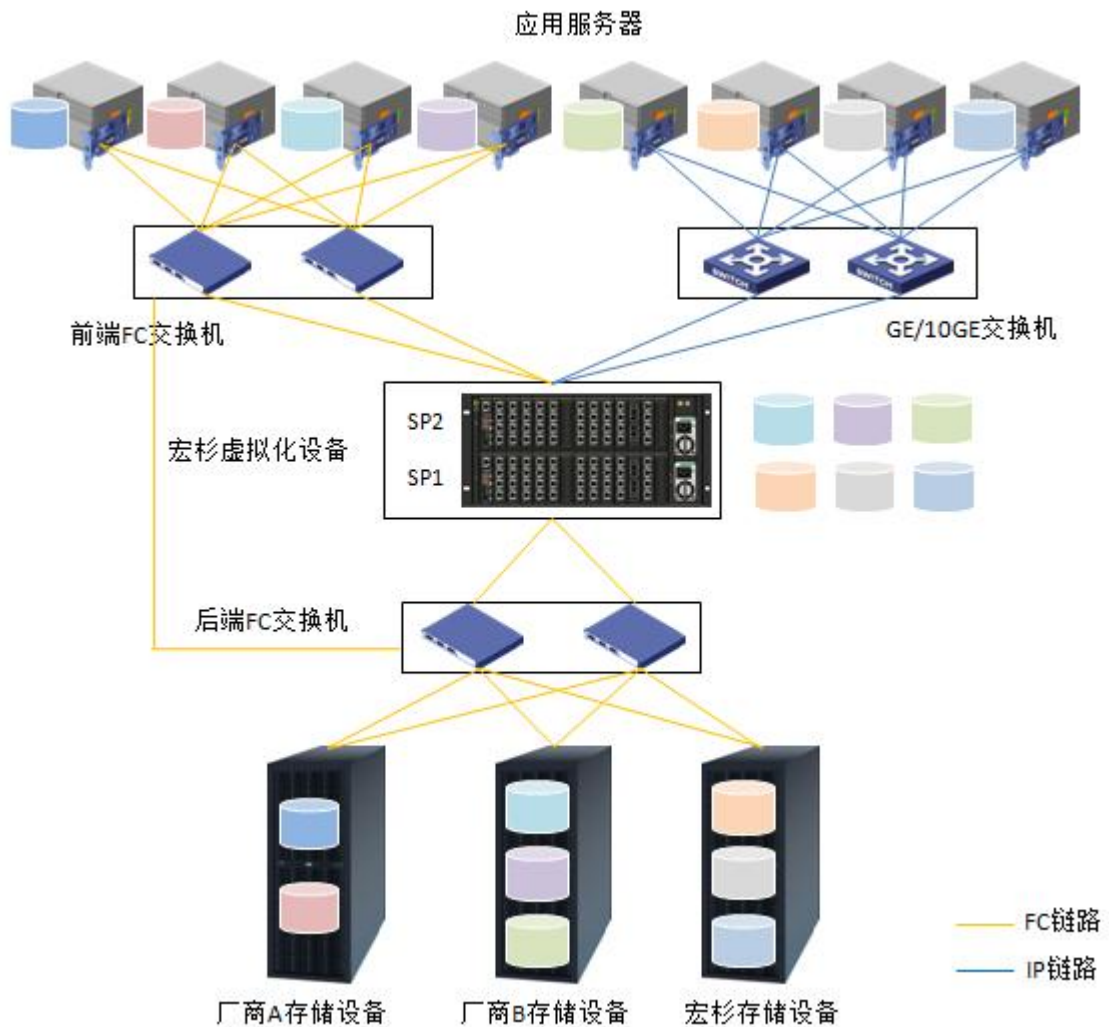 应用服务器
SWITCH
SWITCH
前端FC交换机
GE/10GE交换机
SP2
宏杉虚拟化设备
SP1
后端FC交换机
FC链路
IP链路
厂商A存储设备
厂商B存储设备
宏杉存储设备